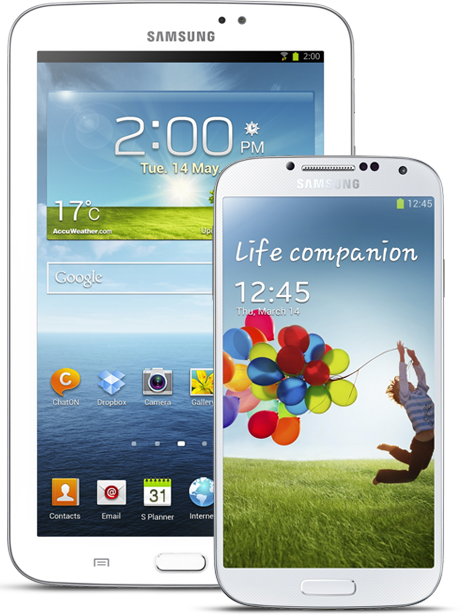 SAMSUNG
2:00
2:00 PM
Tue. 14 May.
17°c
AccuWeather.com
Google
ChatON
Dropbox
Camera
Gallery
Contacts
Email
31
S Planner
SAMSUNG
12:45
Life companion
12:45
Thu, March 14